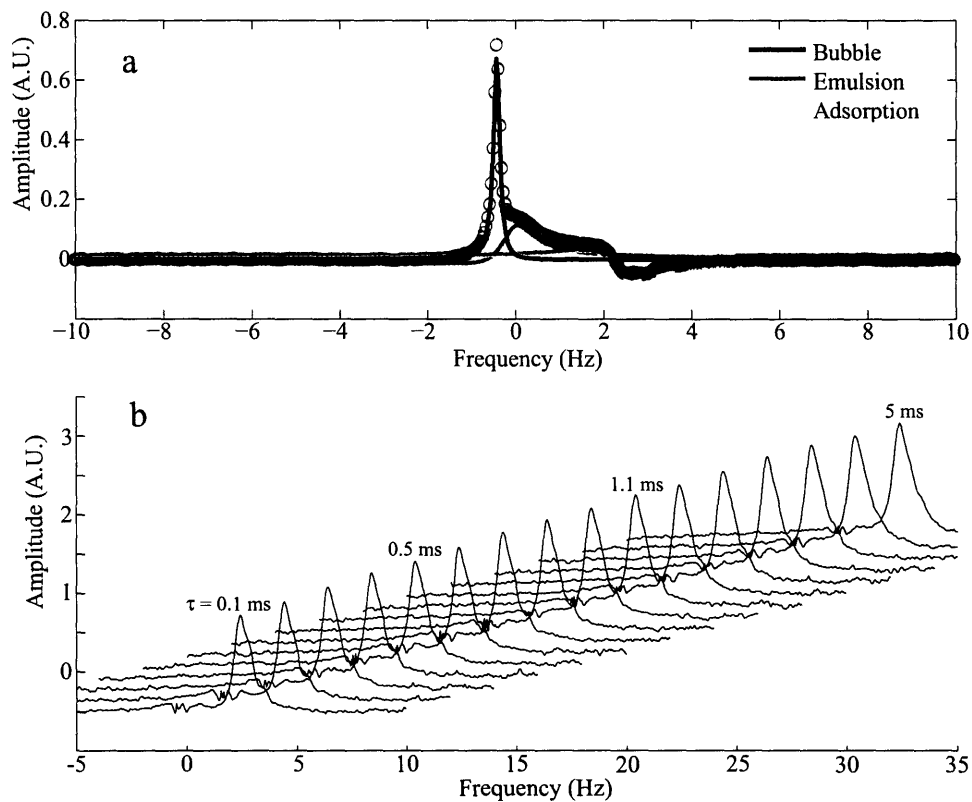 a
0.8
0.6
0.4
0.2
0
Amplitude (A.U.)
Bubble
Emulsion
Adsorption
−10 −8 −6 −4 −2 0 2 4 6 8 10
Frequency (Hz)
b
3
2
1
0
Amplitude (A.U.)
τ = 0.1 ms
0.5 ms
1.1 ms
5 ms
-5 0 5 10 15 20 25 30 35
Frequency (Hz)